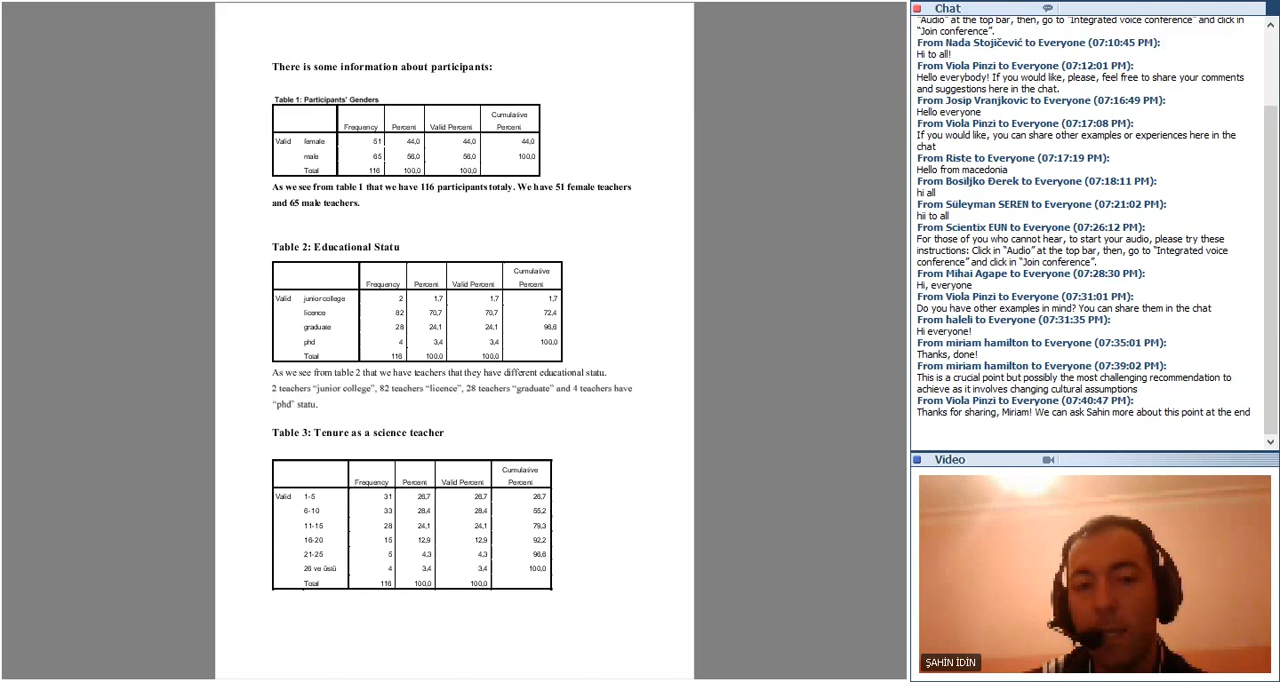 There is some information about participants:
Table 1: Participants' Genders
Frequency Percent Valid Percent Cumulative Percent
Valid female 51 44,0 44,0 44,0
male 65 56,0 56,0 100,0
Total 116 100,0 100,0
As we see from table 1 that we have 116 participants totaly. We have 51 female teachers
and 65 male teachers.
Table 2: Educational Statu
Frequency Percent Valid Percent Cumulative Percent
Valid junior college 2 1,7 1,7 1,7
licence 82 70,7 70,7 72,4
graduate 28 24,1 24,1 96,6
phd 4 3,4 3,4 100,0
Total 116 100,0 100,0
As we see from table 2 that we have teachers that they have different educational statu.
2 teachers “junior college”, 82 teachers “licence”, 28 teachers “graduate” and 4 teachers have
“phd” statu.
Table 3: Tenure as a science teacher
Frequency Percent Valid Percent Cumulative Percent
Valid 1-5 31 26,7 26,7 26,7
6-10 33 28,4 28,4 55,2
11-15 28 24,1 24,1 79,3
16-20 15 12,9 12,9 92,2
21-25 5 4,3 4,3 96,6
26 ve üstü 4 3,4 3,4 100,0
Total 116 100,0 100,0
Chat
“Audio” at the top bar, then, go to “Integrated voice conference” and click in
“Join conference”.
From Nada Stojičević to Everyone (07:10:45 PM):
Hi to all!
From Viola Pinzi to Everyone (07:12:01 PM):
Hello everybody! If you would like, please, feel free to share your comments
and suggestions here in the chat.
From Josip Vranjkovic to Everyone (07:16:49 PM):
Hello everyone
From Viola Pinzi to Everyone (07:17:08 PM):
If you would like, you can share other examples or experiences here in the
chat
From Riste to Everyone (07:17:19 PM):
Hello from macedonia
From Bosiljko Đerek to Everyone (07:18:11 PM):
hi all
From Süleyman SEREN to Everyone (07:21:02 PM):
hii to all
From Scientix EUN to Everyone (07:26:12 PM):
For those of you who cannot hear, to start your audio, please try these
instructions: Click in “Audio” at the top bar, then, go to “Integrated voice
conference” and click in “Join conference”.
From Mihai Agape to Everyone (07:28:30 PM):
Hi, everyone
From Viola Pinzi to Everyone (07:31:01 PM):
Do you have other examples in mind? You can share them in the chat
From haleli to Everyone (07:31:35 PM):
Hi everyone!
From miriam hamilton to Everyone (07:35:01 PM):
Thanks, done!
From miriam hamilton to Everyone (07:39:02 PM):
This is a crucial point but possibly the most challenging recommendation to
achieve as it involves changing cultural assumptions
From Viola Pinzi to Everyone (07:40:47 PM):
Thanks for sharing, Miriam! We can ask Sahin more about this point at the end
Video
ŞAHİN İDİN